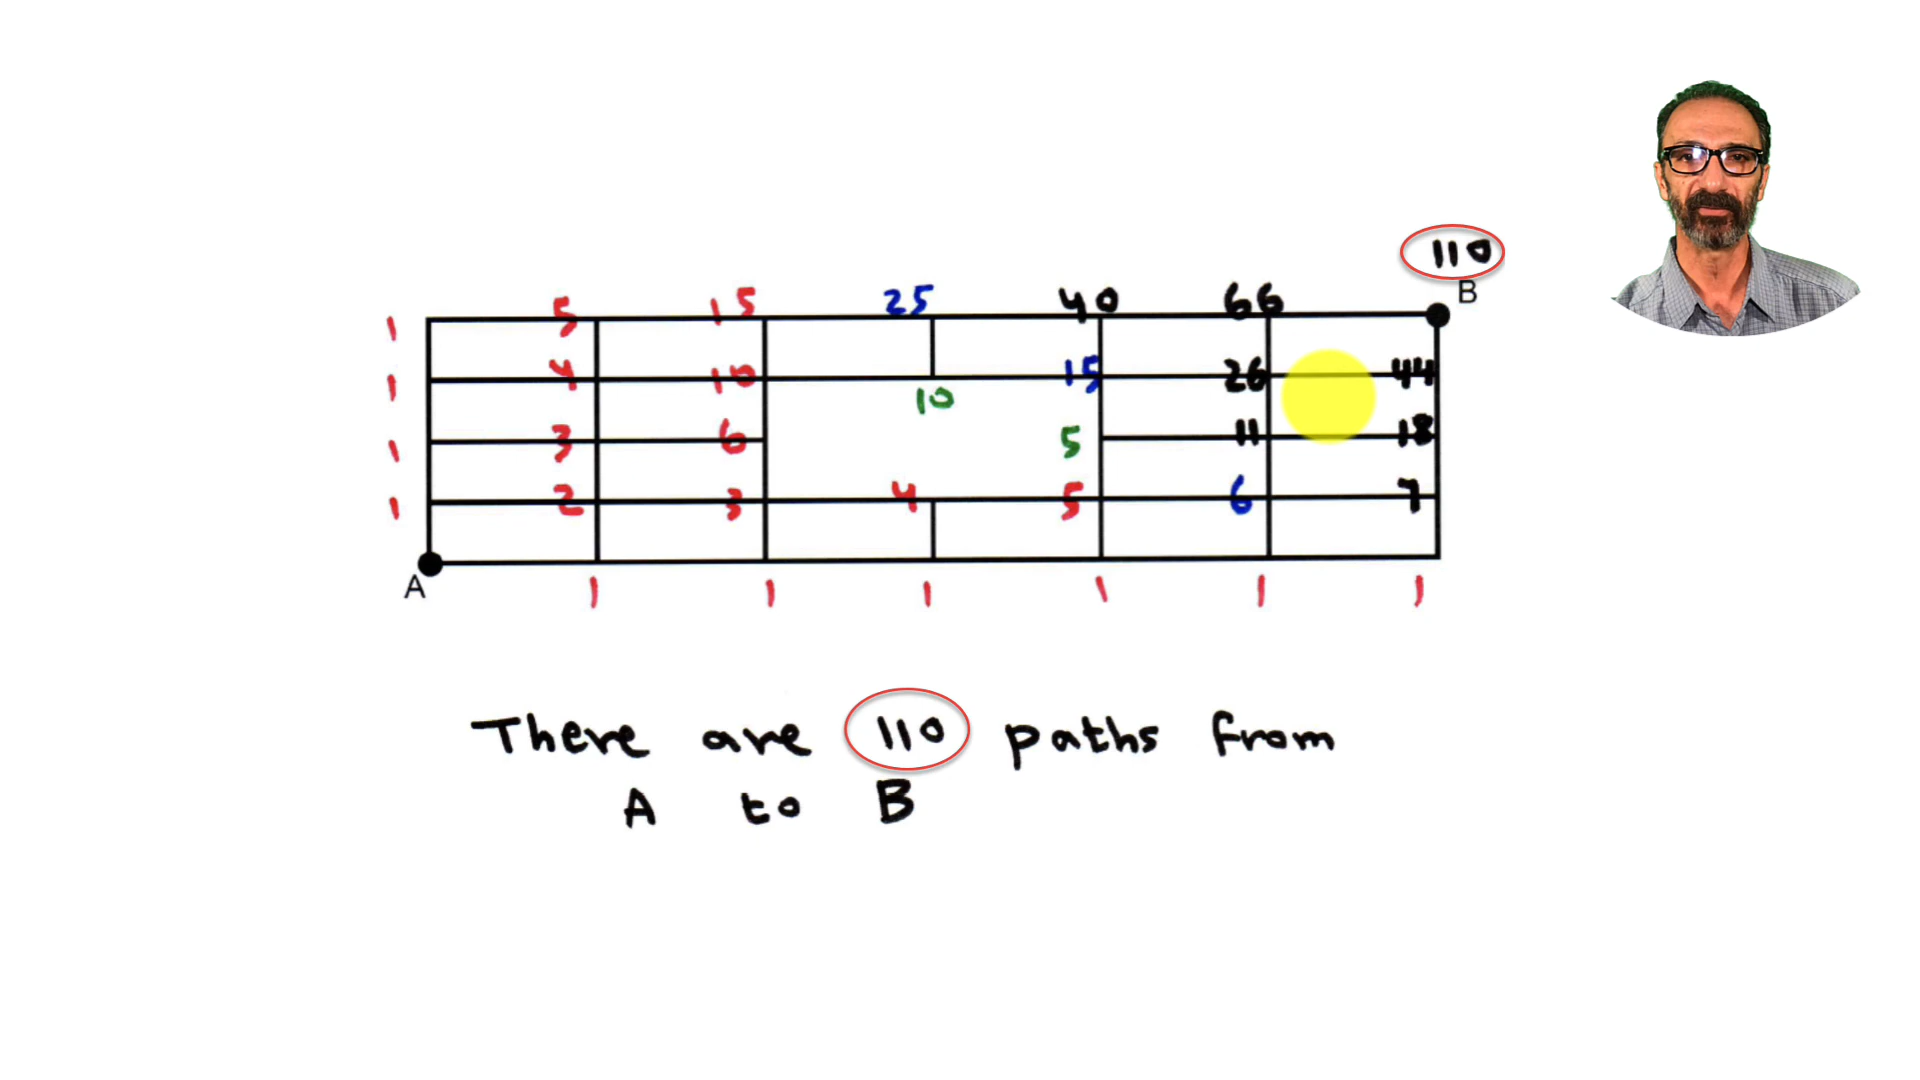 110
B
1 5 15 25 40 66
1 4 10 10 15 26 44
1 3 6 5 11 18
1 2 3 4 5 6 7
A
1 1 1 1 1 1
There are 110 paths from
A to B